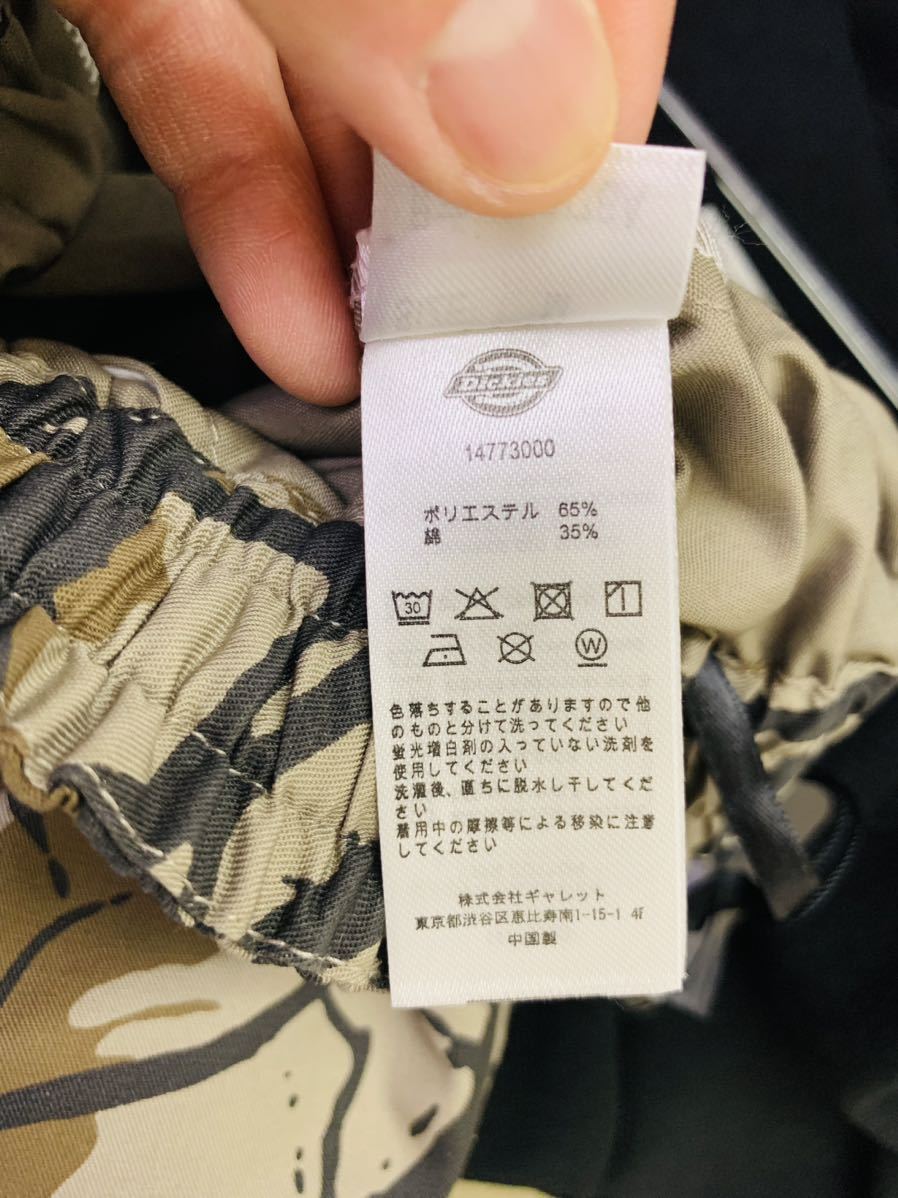 Dickies
14773000
ポリエステル 65%
綿 35%
30
W
色落ちすることがありますので他
のものと分けて洗ってください
蛍光増白剤の入っていない洗剤を
使用してください
洗濯後、直ちに脱水し干してくだ
さい
着用中の摩擦等による移染に注意
してください
株式会社ギャレット
東京都渋谷区恵比寿南1-15-1 4F
中国製